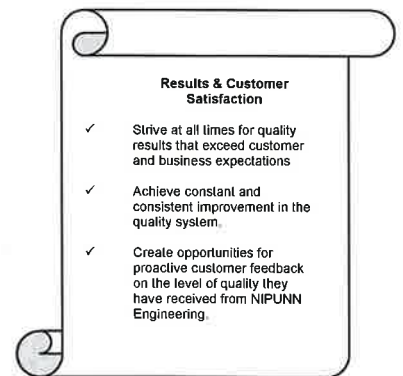 Results & Customer
Satisfaction
✓ Strive at all times for quality
results that exceed customer
and business expectations
✓ Achieve constant and
consistent improvement in the
quality system.
✓ Create opportunities for
proactive customer feedback
on the level of quality they
have received from NIPUNN
Engineering.